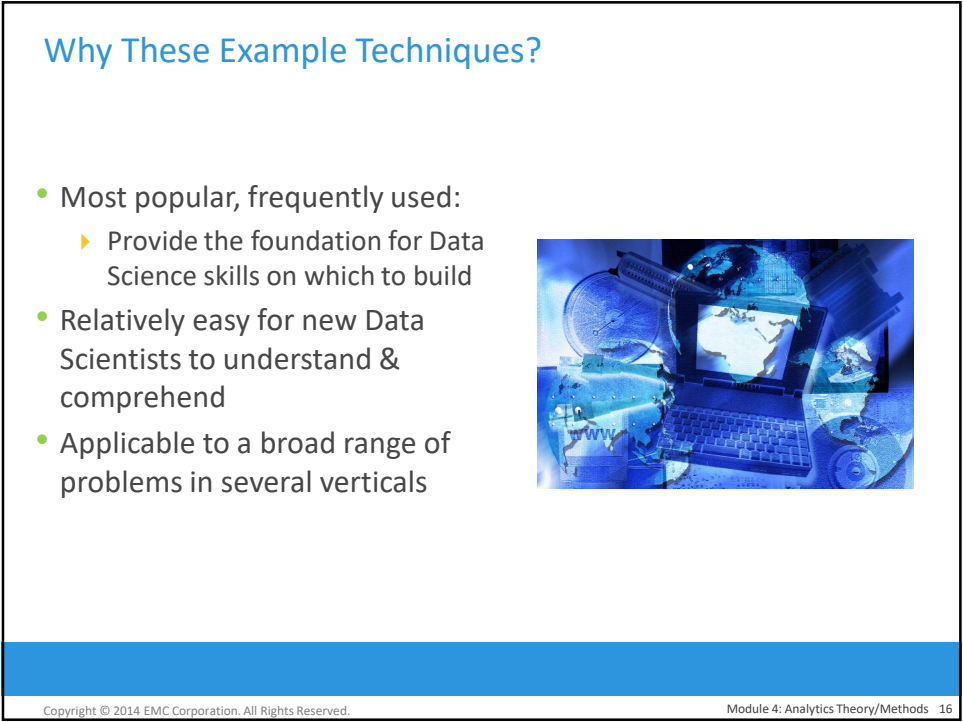 Why These Example Techniques?
• Most popular, frequently used:
Provide the foundation for Data
Science skills on which to build
• Relatively easy for new Data
Scientists to understand &
comprehend
• Applicable to a broad range of
problems in several verticals
WWW
Copyright © 2014 EMC Corporation. All Rights Reserved.
Module 4: Analytics Theory/Methods 16